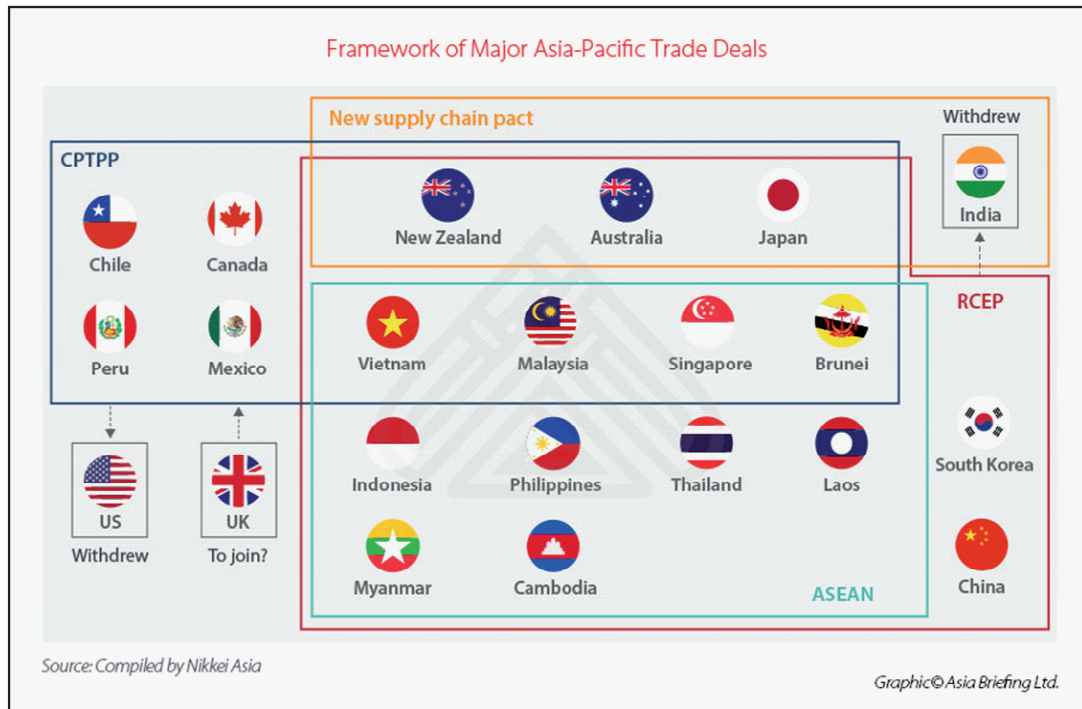 Framework of Major Asia-Pacific Trade Deals
New supply chain pact
Withdrew
CPTPP
India
New Zealand
Australia
Japan
Chile
Canada
RCEP
Peru
Mexico
Vietnam
Malaysia
Singapore
Brunei
South Korea
Indonesia
Philippines
Thailand
Laos
US
UK
Withdrew
To join?
Myanmar
Cambodia
ASEAN
China
Source: Compiled by Nikkei Asia
Graphic© Asia Briefing Ltd.